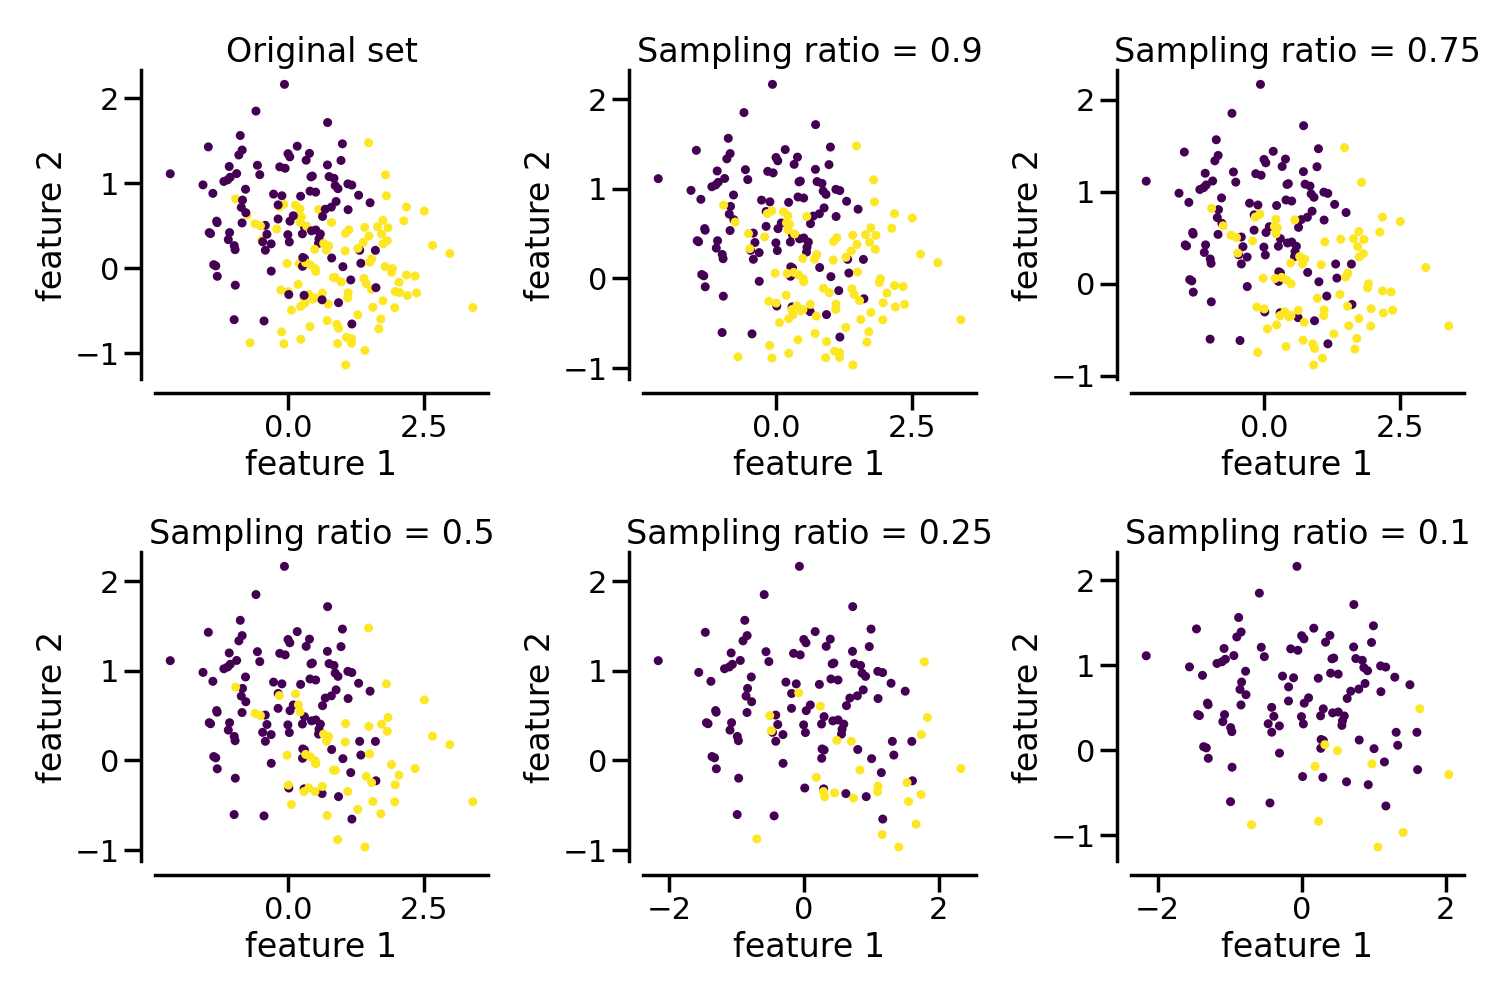 Original set
2
1
0
−1
feature 2
0.0
2.5
feature 1
Sampling ratio = 0.9
2
1
0
−1
feature 2
0.0
2.5
feature 1
Sampling ratio = 0.75
2
1
0
−1
feature 2
0.0
2.5
feature 1
Sampling ratio = 0.5
2
1
0
−1
feature 2
0.0
2.5
feature 1
Sampling ratio = 0.25
2
1
0
−1
feature 2
−2
0
2
feature 1
Sampling ratio = 0.1
2
1
0
−1
feature 2
−2
0
2
feature 1